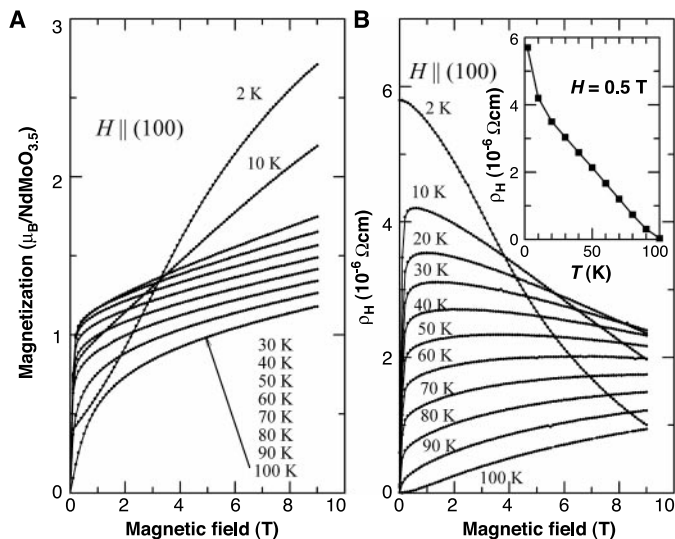 A
3
2
1
0
0
2
4
6
8
10
Magnetization (μB/NdMoO3.5)
Magnetic field (T)
H || (100)
2 K
10 K
30 K
40 K
50 K
60 K
70 K
80 K
90 K
100 K
B
6
4
2
0
0
2
4
6
8
10
ρH (10-6 Ωcm)
Magnetic field (T)
H || (100)
2 K
10 K
20 K
30 K
40 K
50 K
60 K
70 K
80 K
90 K
100 K
6
4
2
0
0
50
100
ρH (10-6 Ωcm)
T (K)
H = 0.5 T